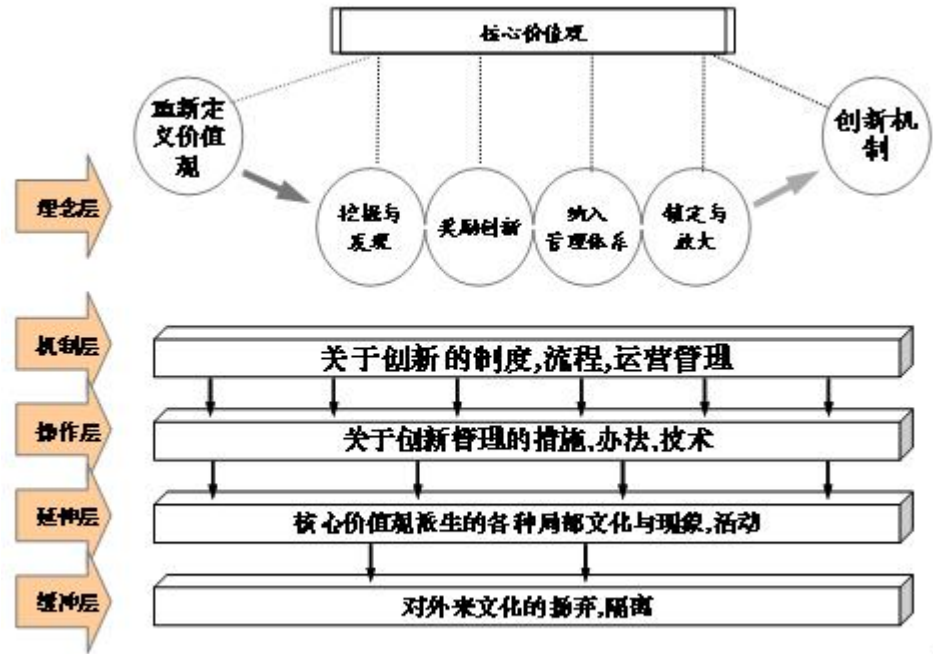 核心价值观
重新定
义价值
观
创新机
制
理念层
挖掘与
发现
奖励创新
纳入
管理体系
锁定与
放大
机制层
关于创新的制度,流程,运营管理
操作层
关于创新管理的措施,办法,技术
延伸层
核心价值观派生的各种局部文化与现象,活动
缓冲层
对外来文化的扬弃,隔离